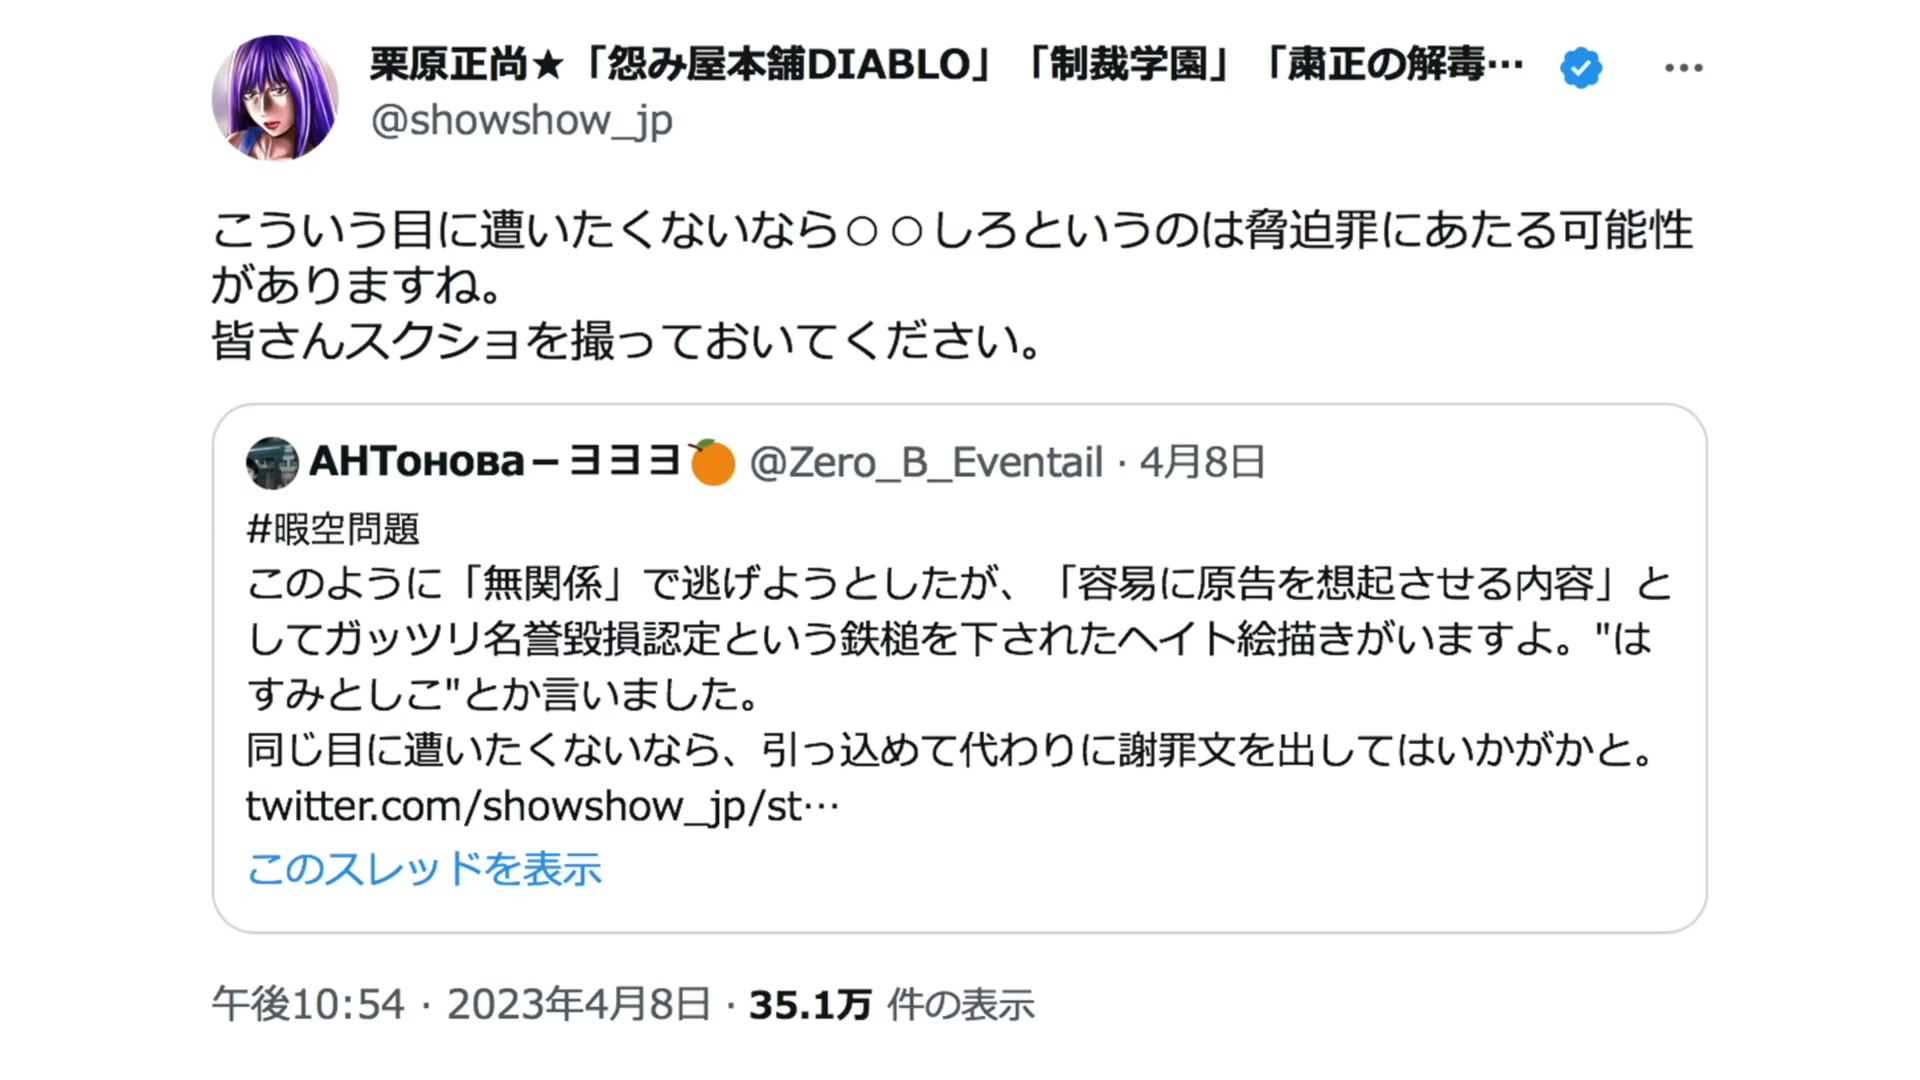 栗原正尚★「怨み屋本舗DIABLO」「制裁学園」「粛正の解毒…
@showshow_jp
こういう目に遭いたくないなら○○しろというのは脅迫罪にあたる可能性
がありますね。
皆さんスクショを撮っておいてください。
AHTонова－ヨヨヨ🍊 @Zero_B_Eventail · 4月8日
#暇空問題
このように「無関係」で逃げようとしたが、「容易に原告を想起させる内容」と
してガッツリ名誉毀損認定という鉄槌を下されたヘイト絵描きがいますよ。"は
すみとしこ"とか言いました。
同じ目に遭いたくないなら、引っ込めて代わりに謝罪文を出してはいかがかと。
twitter.com/showshow_jp/st…
このスレッドを表示
午後10:54 · 2023年4月8日 · 35.1万 件の表示